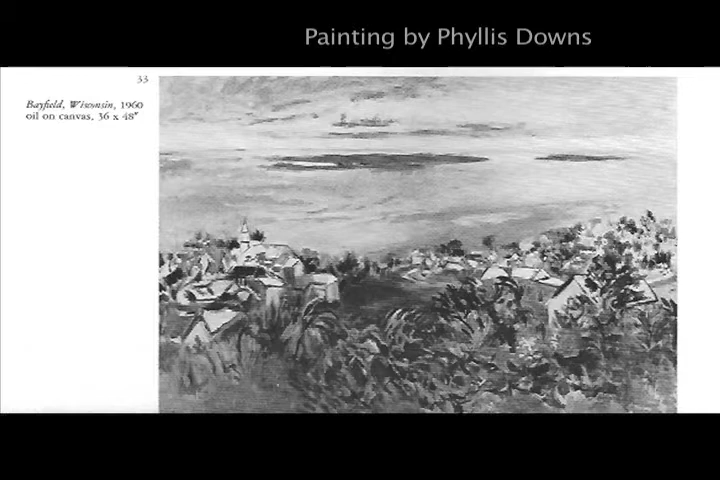 Painting by Phyllis Downs
33
Bayfield, Wisconsin, 1960
oil on canvas, 36 x 48"